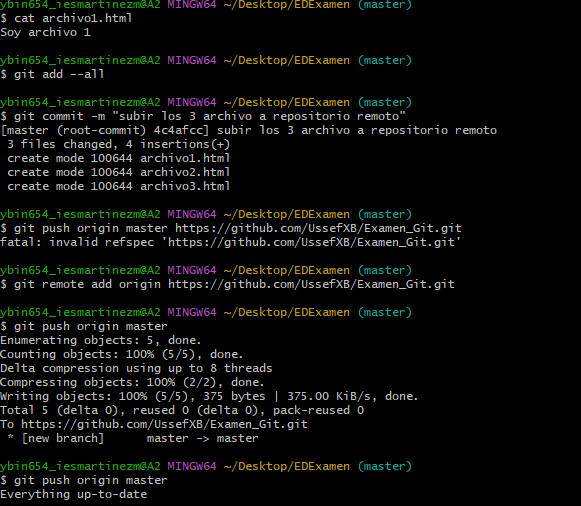 ybin654_iesmartinezm@A2 MINGW64 ~/Desktop/EDExamen (master)
$ cat archivo1.html
Soy archivo 1
ybin654_iesmartinezm@A2 MINGW64 ~/Desktop/EDExamen (master)
$ git add --all
ybin654_iesmartinezm@A2 MINGW64 ~/Desktop/EDExamen (master)
$ git commit -m "subir los 3 archivo a repositorio remoto"
[master (root-commit) 4c4afcc] subir los 3 archivo a repositorio remoto
 3 files changed, 4 insertions(+)
 create mode 100644 archivo1.html
 create mode 100644 archivo2.html
 create mode 100644 archivo3.html
ybin654_iesmartinezm@A2 MINGW64 ~/Desktop/EDExamen (master)
$ git push origin master https://github.com/UssefXB/Examen_Git.git
fatal: invalid refspec 'https://github.com/UssefXB/Examen_Git.git'
ybin654_iesmartinezm@A2 MINGW64 ~/Desktop/EDExamen (master)
$ git remote add origin https://github.com/UssefXB/Examen_Git.git
ybin654_iesmartinezm@A2 MINGW64 ~/Desktop/EDExamen (master)
$ git push origin master
Enumerating objects: 5, done.
Counting objects: 100% (5/5), done.
Delta compression using up to 8 threads
Compressing objects: 100% (2/2), done.
Writing objects: 100% (5/5), 375 bytes | 375.00 KiB/s, done.
Total 5 (delta 0), reused 0 (delta 0), pack-reused 0
To https://github.com/UssefXB/Examen_Git.git
 * [new branch]      master -> master
ybin654_iesmartinezm@A2 MINGW64 ~/Desktop/EDExamen (master)
$ git push origin master
Everything up-to-date